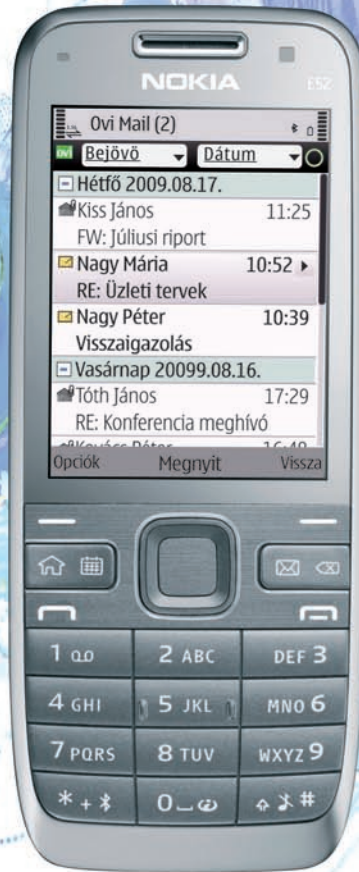 NOKIA
E52
Ovi Mail (2)
OVI Bejövö Dátum
Hétfő 2009.08.17.
Kiss János 11:25
FW: Júliusi riport
Nagy Mária 10:52
RE: Üzleti tervek
Nagy Péter 10:39
Visszaigazolás
Vasárnap 20099.08.16.
Tóth János 17:29
RE: Konferencia meghívó
Opciók Megnyit Vissza
1 2 ABC DEF 3
4 GHI 5 JKL MNO 6
7 PQRS 8 TUV WXYZ 9
* + 0 #